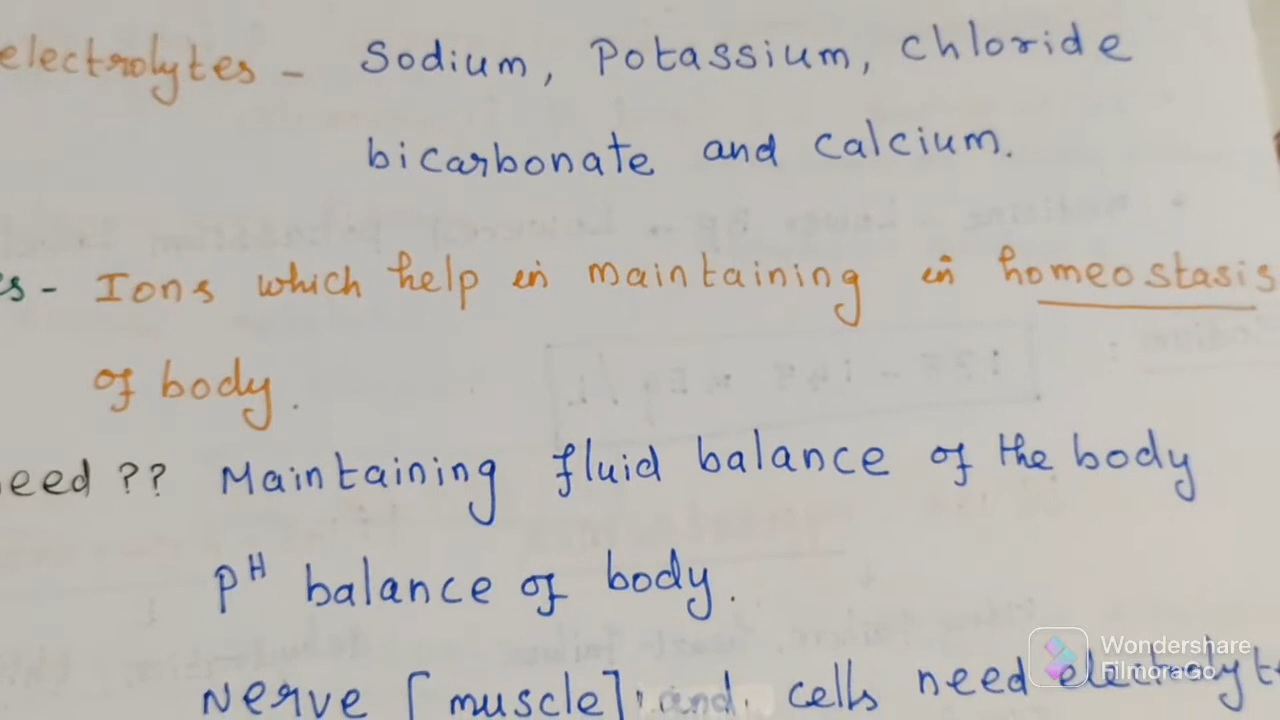 electrolytes - Sodium, Potassium, chloride
bicarbonate and calcium.
s - Ions which help in maintaining in homeostasis
of body.
eed ?? Maintaining fluid balance of the body
pH balance of body.
Nerve [muscle] and cells need electrolyt
Wondershare
FilmoraGo